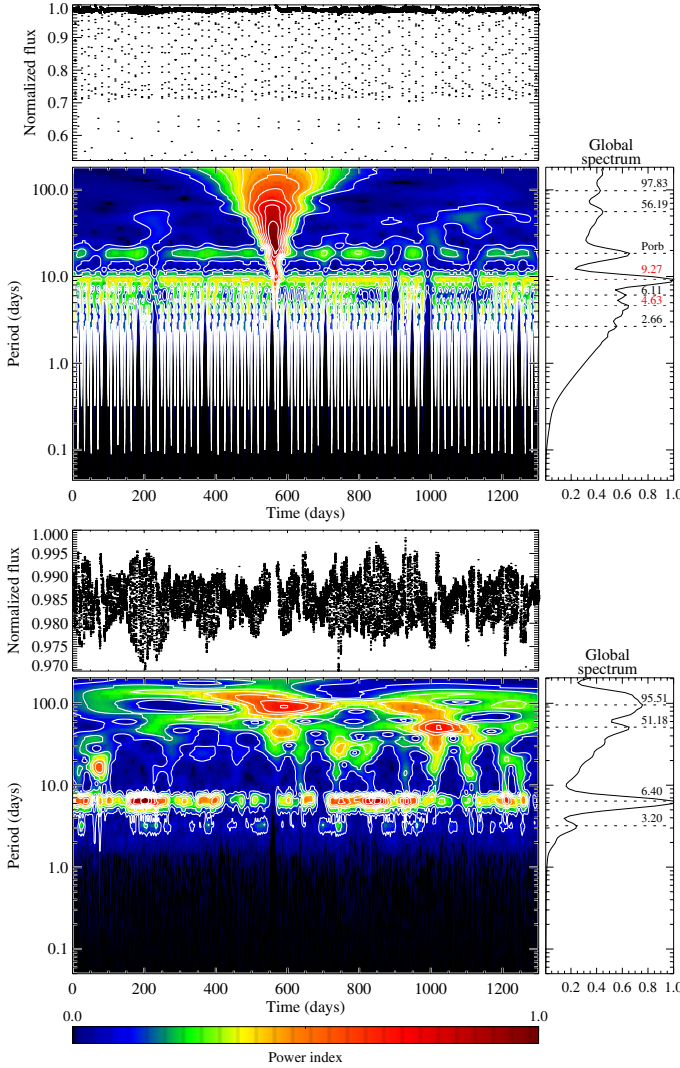 1.0
0.9
0.8
0.7
0.6
Normalized flux
Global
spectrum
100.0
10.0
1.0
0.1
Period (days)
97.83
56.19
Porb
9.27
6.11
4.63
2.66
0 200 400 600 800 1000 1200
Time (days)
0.2 0.4 0.6 0.8 1.0
1.000
0.995
0.990
0.985
0.980
0.975
0.970
Normalized flux
Global
spectrum
100.0
10.0
1.0
0.1
Period (days)
95.51
51.18
6.40
3.20
0 200 400 600 800 1000 1200
Time (days)
0.2 0.4 0.6 0.8 1.0
0.0 1.0
Power index